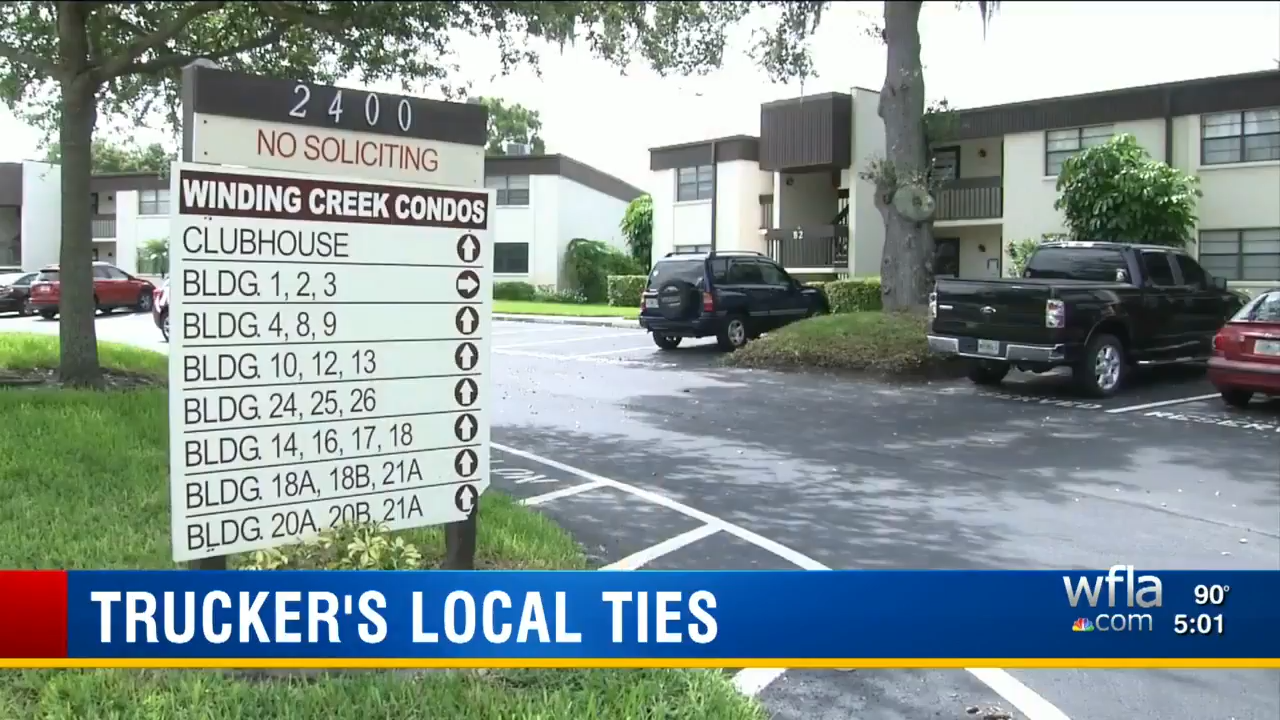 2400
NO SOLICITING
WINDING CREEK CONDOS
CLUBHOUSE
BLDG. 1, 2, 3
BLDG. 4, 8, 9
BLDG. 10, 12, 13
BLDG. 24, 25, 26
BLDG. 14, 16, 17, 18
BLDG. 18A, 18B, 21A
BLDG. 20A, 20B, 21A
TRUCKER'S LOCAL TIES
wfla
com
90°
5:01